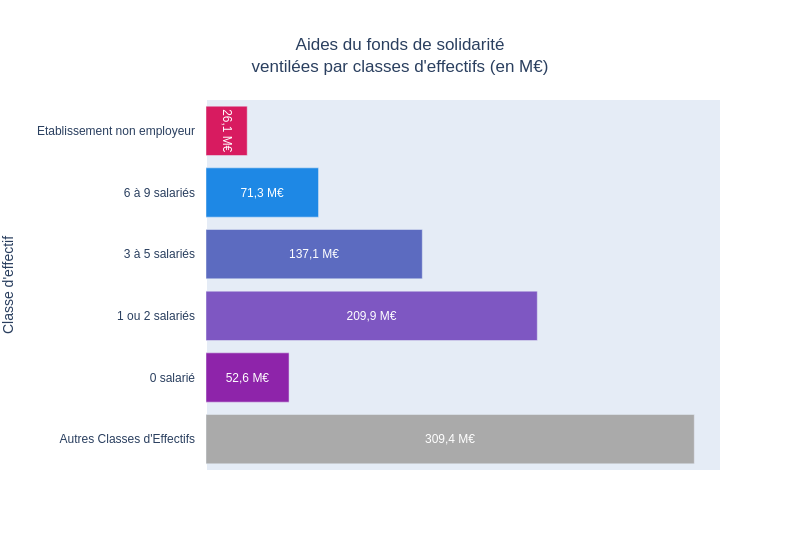 Aides du fonds de solidarité
ventilées par classes d'effectifs (en M€)
Classe d'effectif
Etablissement non employeur
26,1 M€
6 à 9 salariés
71,3 M€
3 à 5 salariés
137,1 M€
1 ou 2 salariés
209,9 M€
0 salarié
52,6 M€
Autres Classes d'Effectifs
309,4 M€